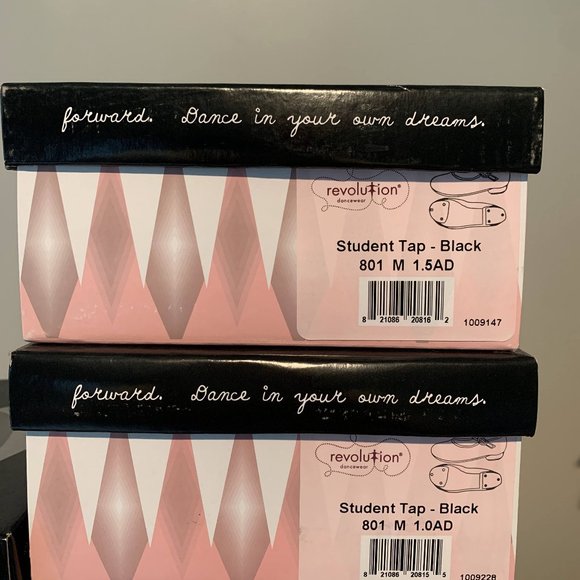 forward. Dance in your own dreams.
revolution®
dancewear
Student Tap - Black
801 M 1.5AD
8 21086 20816 2
1009147
forward. Dance in your own dreams.
revolution®
dancewear
Student Tap - Black
801 M 1.0AD
8 21086 20815 5
1009228